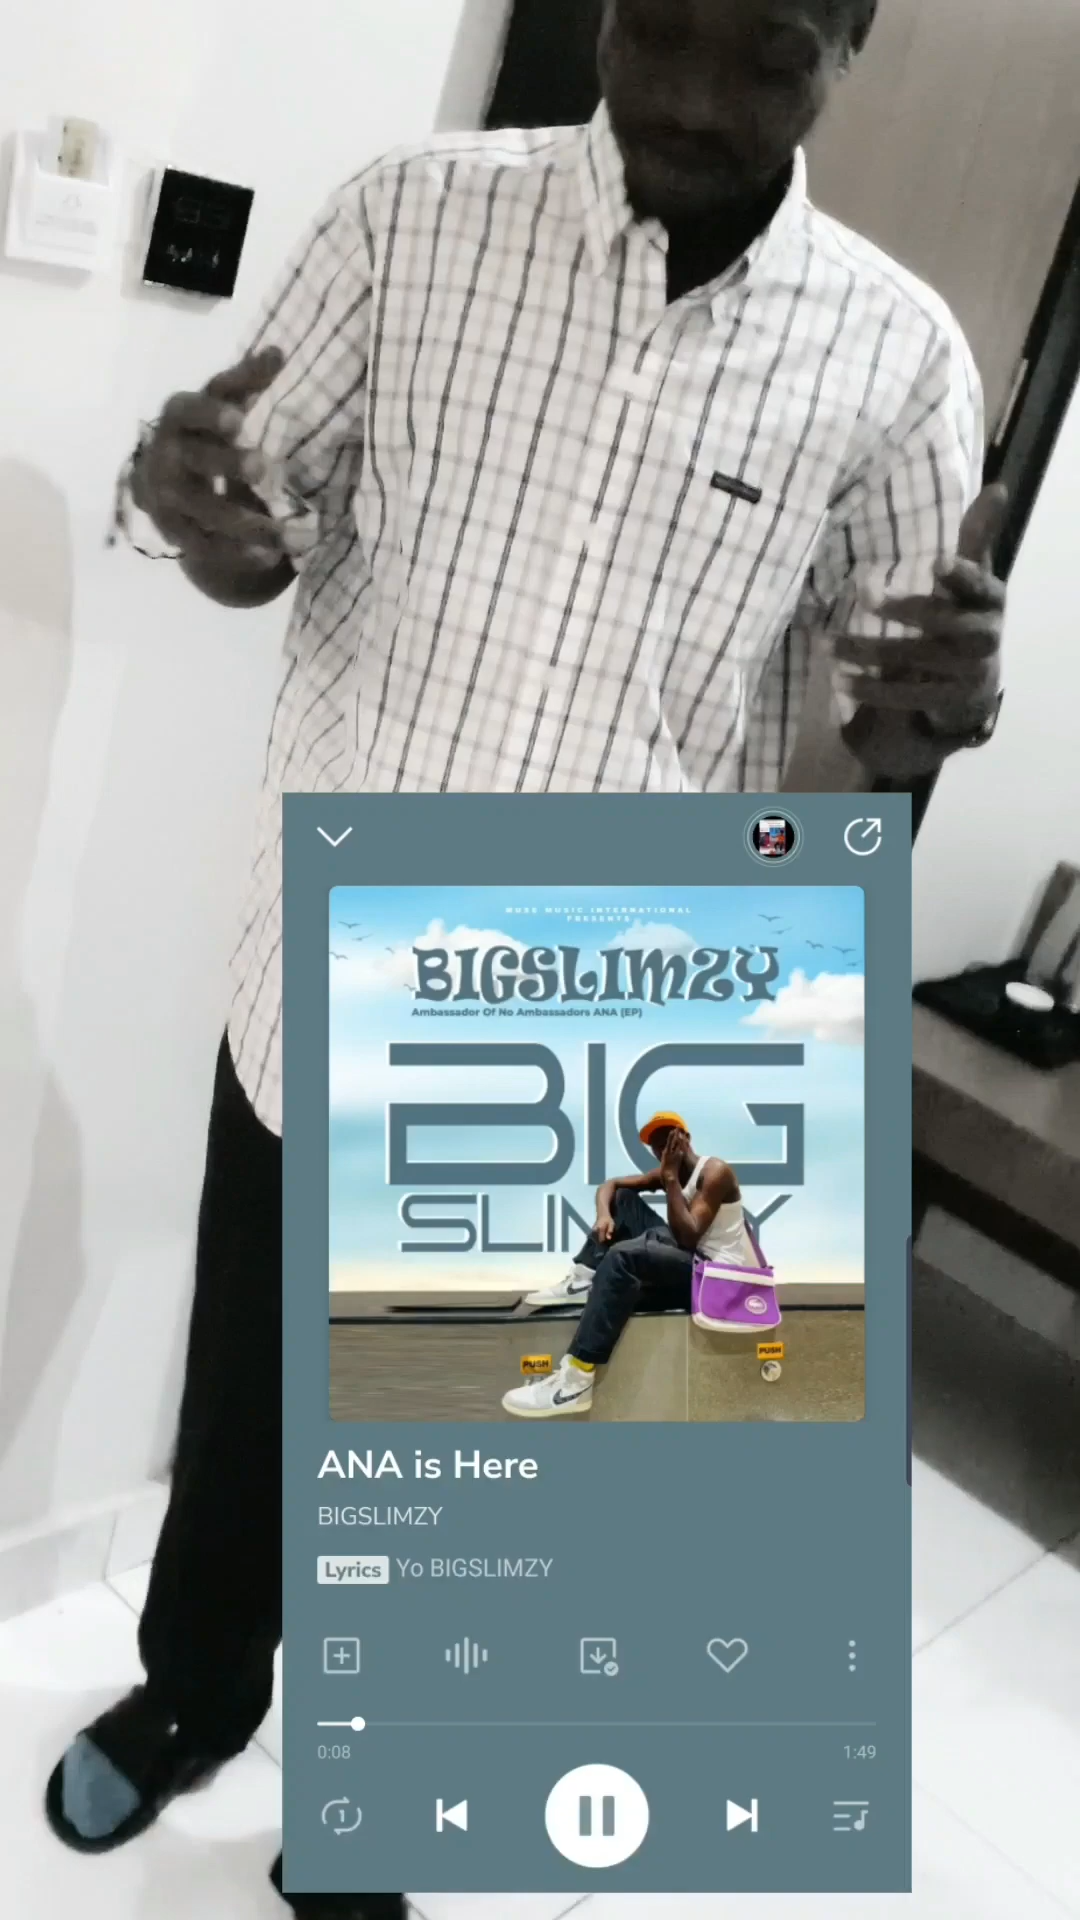 MUSE MUSIC INTERNATIONAL
PRESENTS
BIGSLIMZY
Ambassador Of No Ambassadors ANA (EP)
BIG
PUSH
PUSH
ANA is Here
BIGSLIMZY
Lyrics Yo BIGSLIMZY
0:08
1:49
1